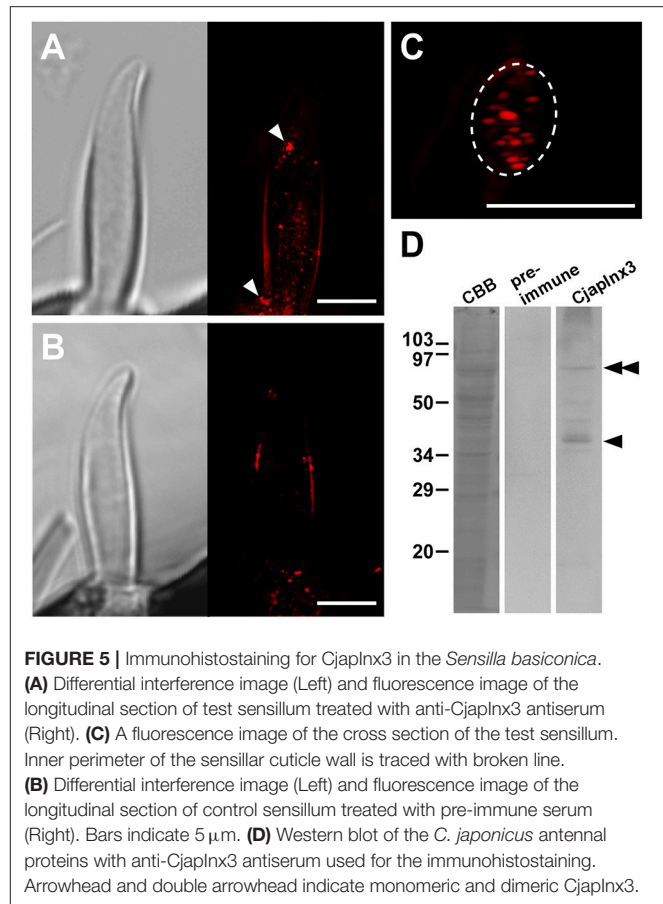 A
C
D
CBB
pre-
immune
CjapInx3
103
97
50
34
29
20
B
FIGURE 5 | Immunohistostaining for CjapInx3 in the Sensilla basiconica.
(A) Differential interference image (Left) and fluorescence image of the
longitudinal section of test sensillum treated with anti-CjapInx3 antiserum
(Right). (C) A fluorescence image of the cross section of the test sensillum.
Inner perimeter of the sensillar cuticle wall is traced with broken line.
(B) Differential interference image (Left) and fluorescence image of the
longitudinal section of control sensillum treated with pre-immune serum
(Right). Bars indicate 5 μm. (D) Western blot of the C. japonicus antennal
proteins with anti-CjapInx3 antiserum used for the immunohistostaining.
Arrowhead and double arrowhead indicate monomeric and dimeric CjapInx3.